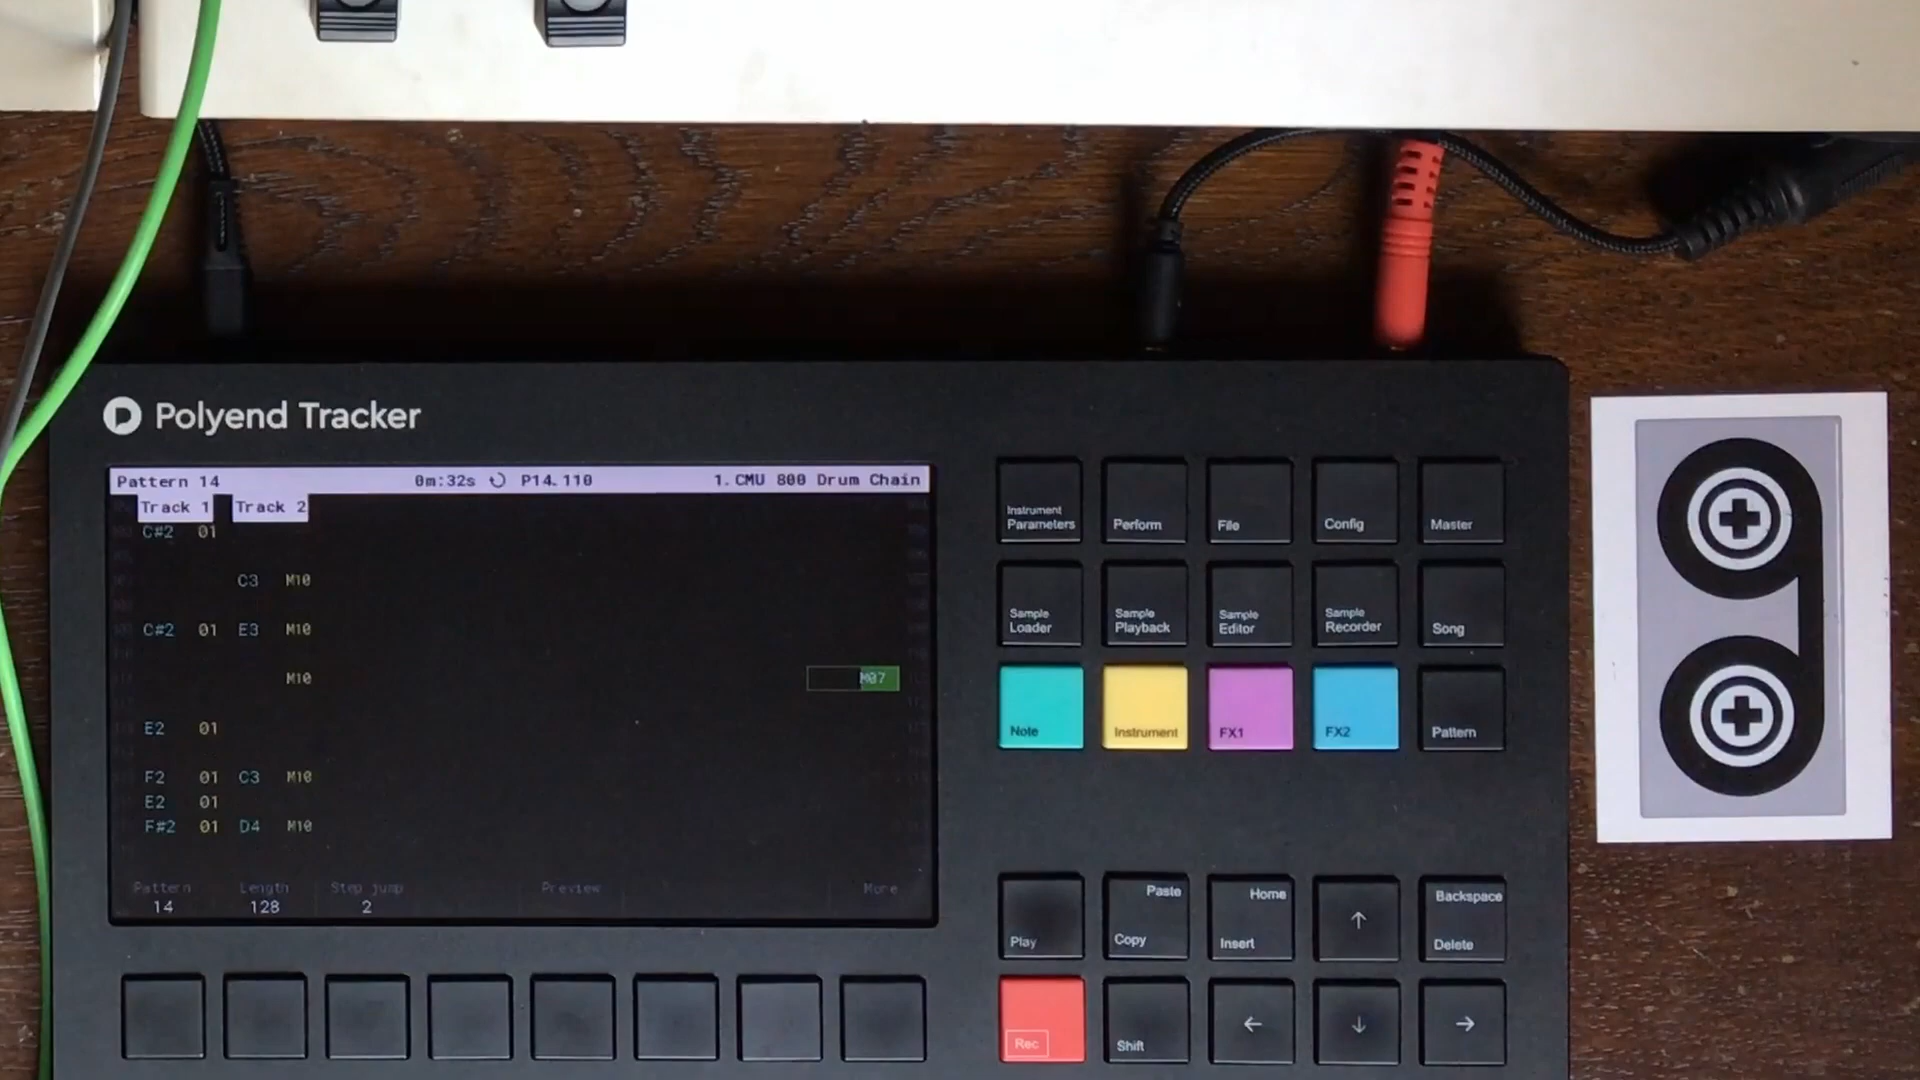 Polyend Tracker
Pattern 14 0m:32s P14.110 1.CMU 800 Drum Chain
Track 1 Track 2
C#2 01
C3 M10
C#2 01 E3 M10
M10 M07
E2 01
F2 01 C3 M10
E2 01
F#2 01 D4 M10
Pattern Length Step jump Preview More
14 128 2
Instrument Parameters
Perform
File
Config
Master
Sample Loader
Sample Playback
Sample Editor
Sample Recorder
Song
Note
Instrument
FX1
FX2
Pattern
Play
Paste
Copy
Home
Insert
Backspace
Delete
Rec
Shift